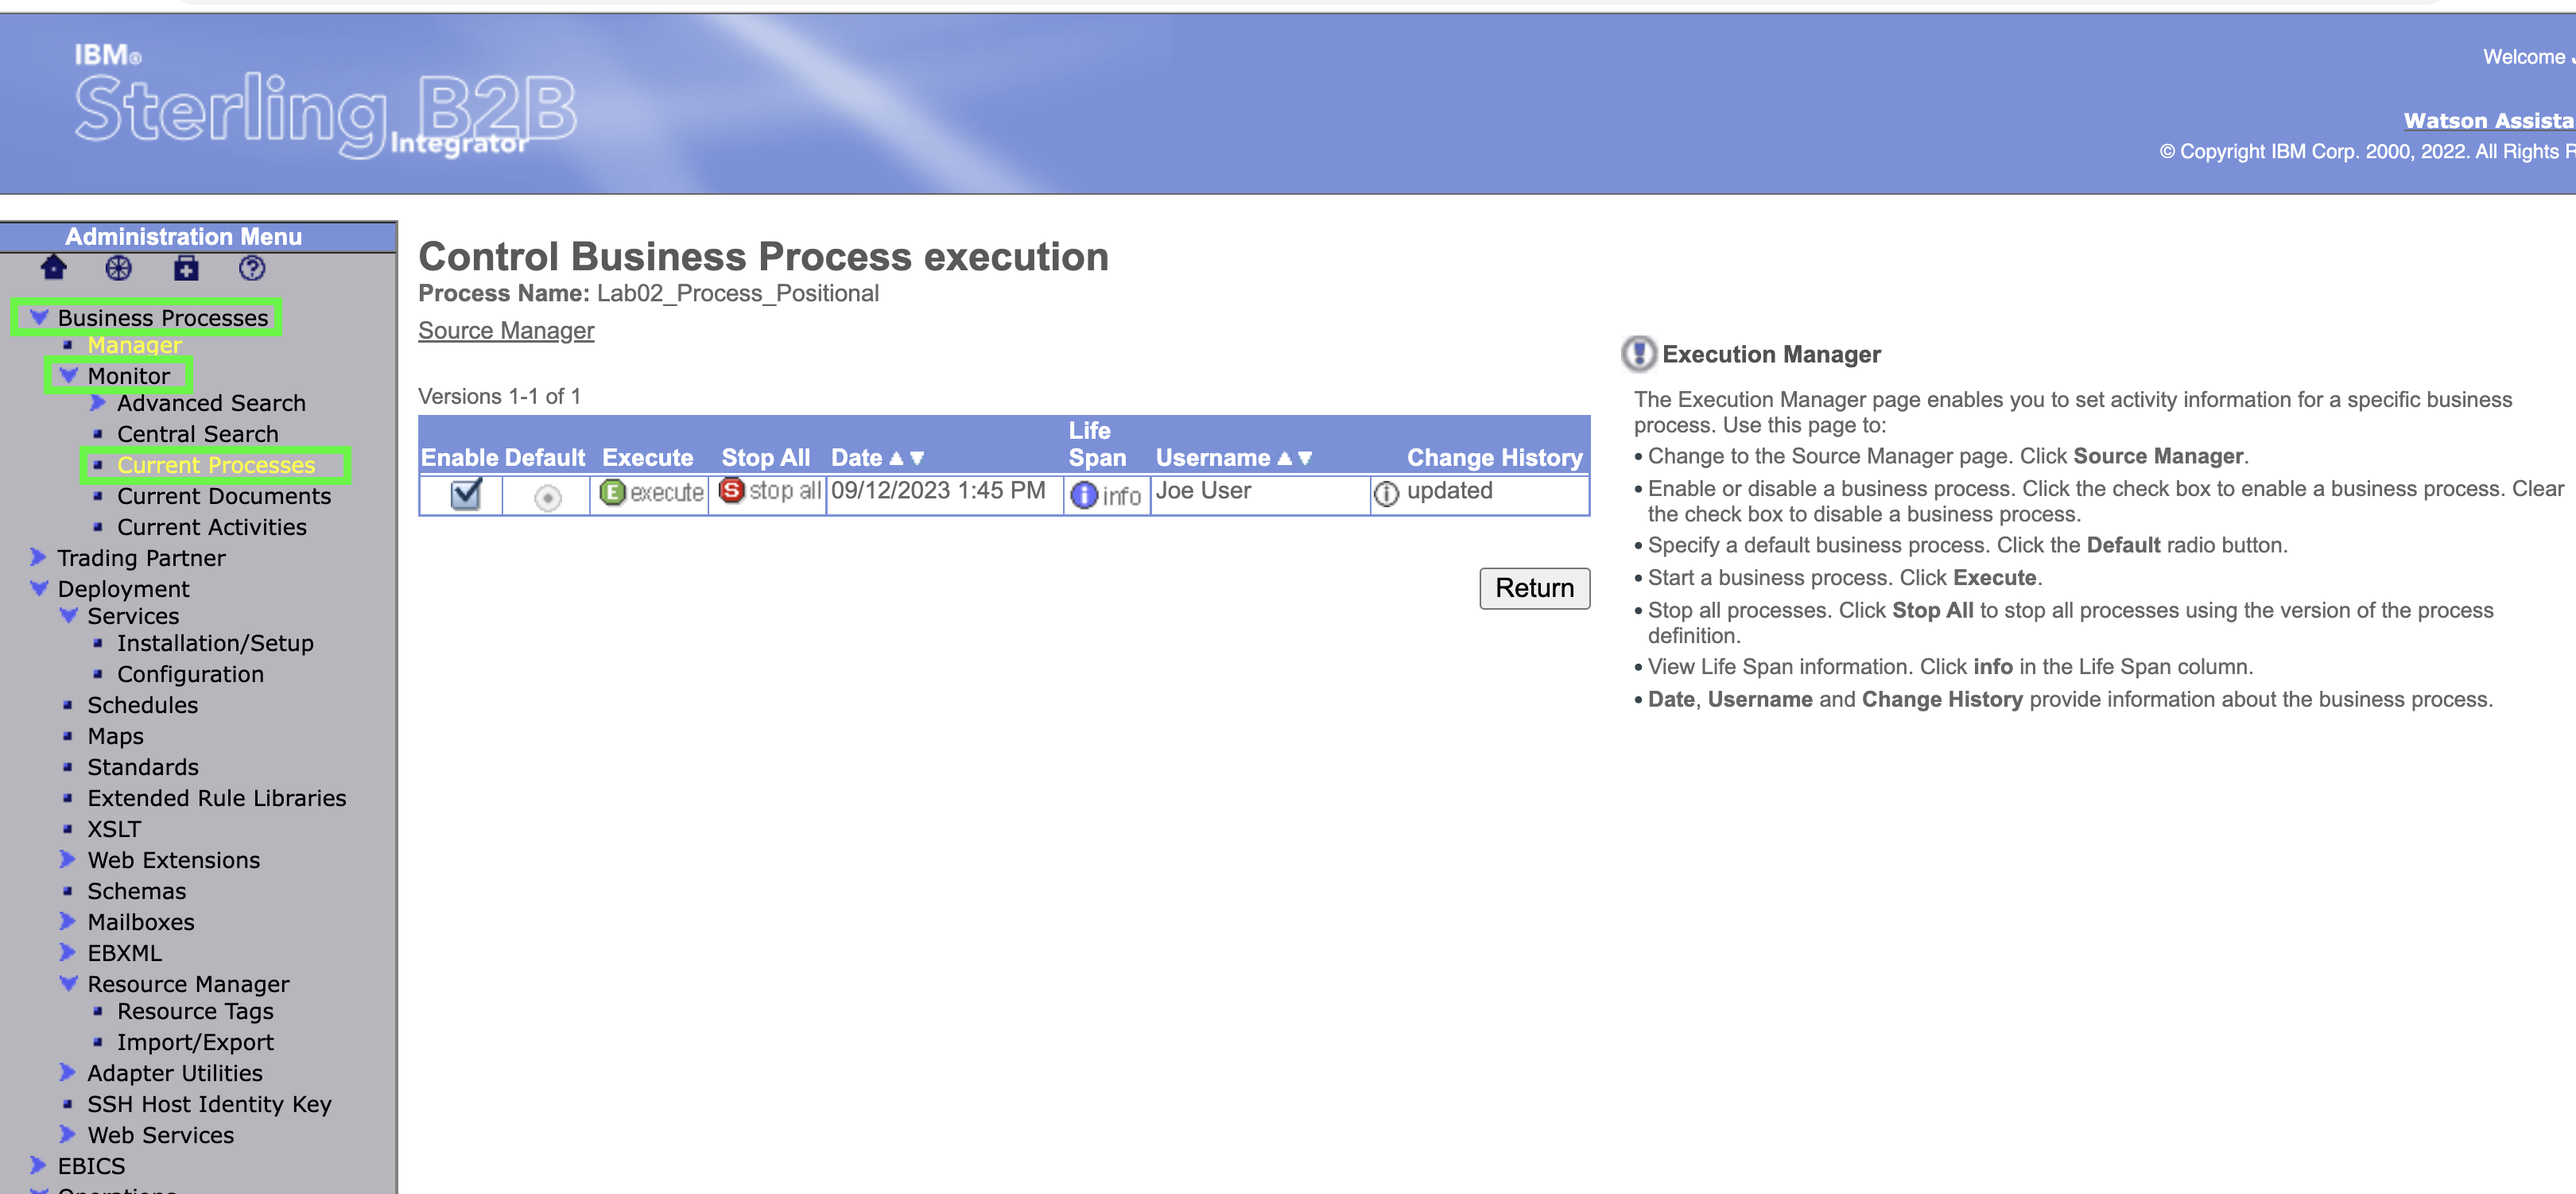 IBM®
Sterling B2B
Integrator
Welcome
Watson Assista
© Copyright IBM Corp. 2000, 2022. All Rights R
Administration Menu
Business Processes
Manager
Monitor
Advanced Search
Central Search
Current Processes
Current Documents
Current Activities
Trading Partner
Deployment
Services
Installation/Setup
Configuration
Schedules
Maps
Standards
Extended Rule Libraries
XSLT
Web Extensions
Schemas
Mailboxes
EBXML
Resource Manager
Resource Tags
Import/Export
Adapter Utilities
SSH Host Identity Key
Web Services
EBICS
Operations
Control Business Process execution
Process Name: Lab02_Process_Positional
Source Manager
Versions 1-1 of 1
Enable Default Execute Stop All Date Life Span Username Change History
E execute S stop all 09/12/2023 1:45 PM i info Joe User i updated
Return
Execution Manager
The Execution Manager page enables you to set activity information for a specific business
process. Use this page to:
• Change to the Source Manager page. Click Source Manager.
• Enable or disable a business process. Click the check box to enable a business process. Clear
the check box to disable a business process.
• Specify a default business process. Click the Default radio button.
• Start a business process. Click Execute.
• Stop all processes. Click Stop All to stop all processes using the version of the process
definition.
• View Life Span information. Click info in the Life Span column.
• Date, Username and Change History provide information about the business process.